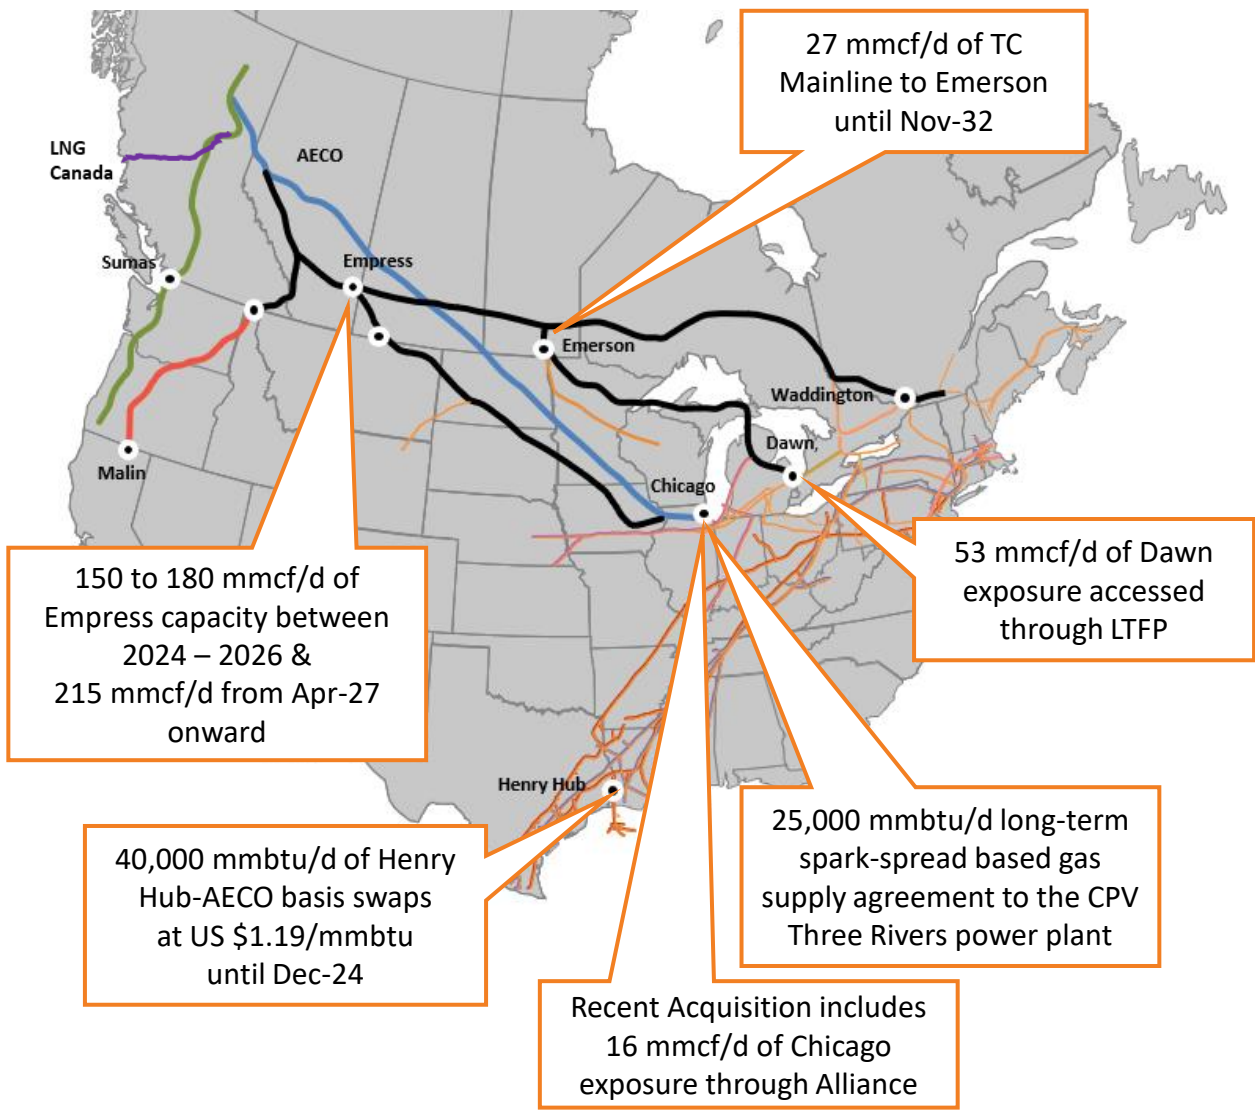 27 mmcf/d of TC
Mainline to Emerson
until Nov-32
LNG
Canada
AECO
Sumas
Empress
Emerson
Waddington
Dawn,
Malin
Chicago
53 mmcf/d of Dawn
exposure accessed
through LTFP
150 to 180 mmcf/d of
Empress capacity between
2024 – 2026 &
215 mmcf/d from Apr-27
onward
Henry Hub
25,000 mmbtu/d long-term
spark-spread based gas
supply agreement to the CPV
Three Rivers power plant
40,000 mmbtu/d of Henry
Hub-AECO basis swaps
at US $1.19/mmbtu
until Dec-24
Recent Acquisition includes
16 mmcf/d of Chicago
exposure through Alliance